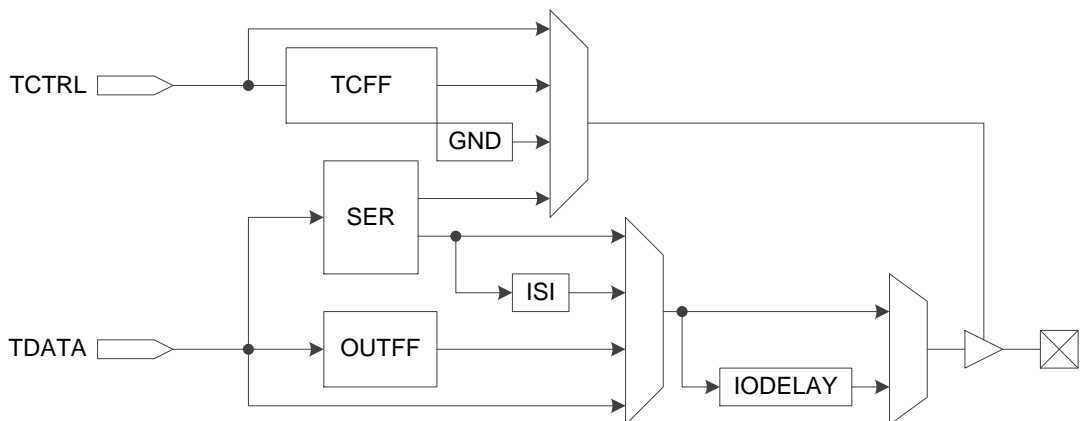 TCTRL
TCFF
GND
SER
ISI
TDATA
OUTFF
IODELAY